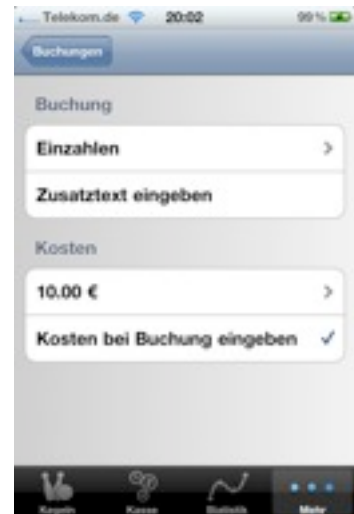 Telekom.de 20:02 99 %
Buchungen
Buchung
Einzahlen
Zusatztext eingeben
Kosten
10.00 €
Kosten bei Buchung eingeben
Kegeln Kasse Statistik Mehr